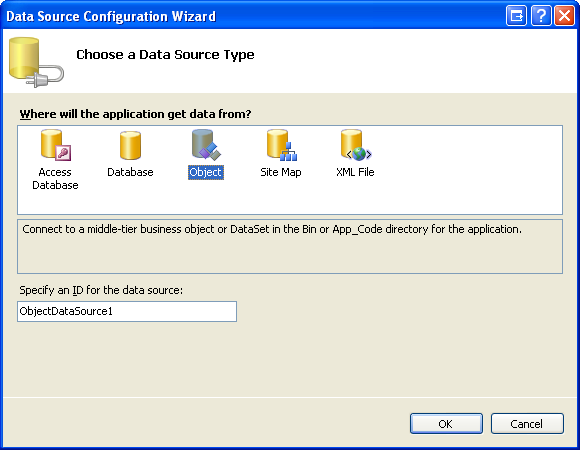 Data Source Configuration Wizard
Choose a Data Source Type
Where will the application get data from?
Access Database
Database
Object
Site Map
XML File
Connect to a middle-tier business object or DataSet in the Bin or App_Code directory for the application.
Specify an ID for the data source:
ObjectDataSource1
OK
Cancel